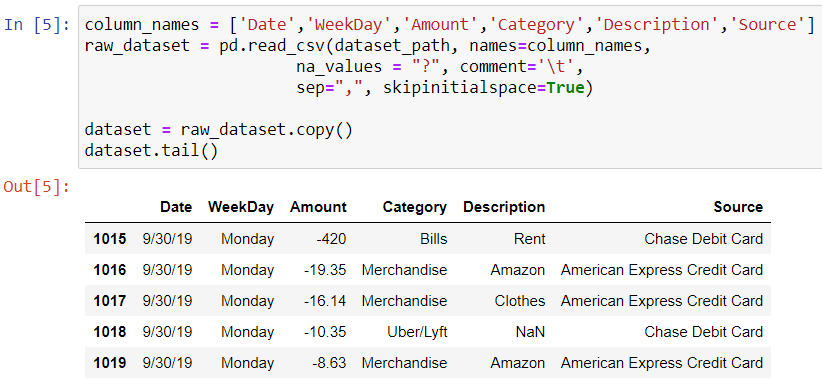 In [5]: column_names = ['Date','WeekDay','Amount','Category','Description','Source']
raw_dataset = pd.read_csv(dataset_path, names=column_names,
na_values = "?", comment='\t',
sep=",", skipinitialspace=True)
dataset = raw_dataset.copy()
dataset.tail()
Out[5]:
Date WeekDay Amount Category Description Source
1015 9/30/19 Monday -420 Bills Rent Chase Debit Card
1016 9/30/19 Monday -19.35 Merchandise Amazon American Express Credit Card
1017 9/30/19 Monday -16.14 Merchandise Clothes American Express Credit Card
1018 9/30/19 Monday -10.35 Uber/Lyft NaN Chase Debit Card
1019 9/30/19 Monday -8.63 Merchandise Amazon American Express Credit Card